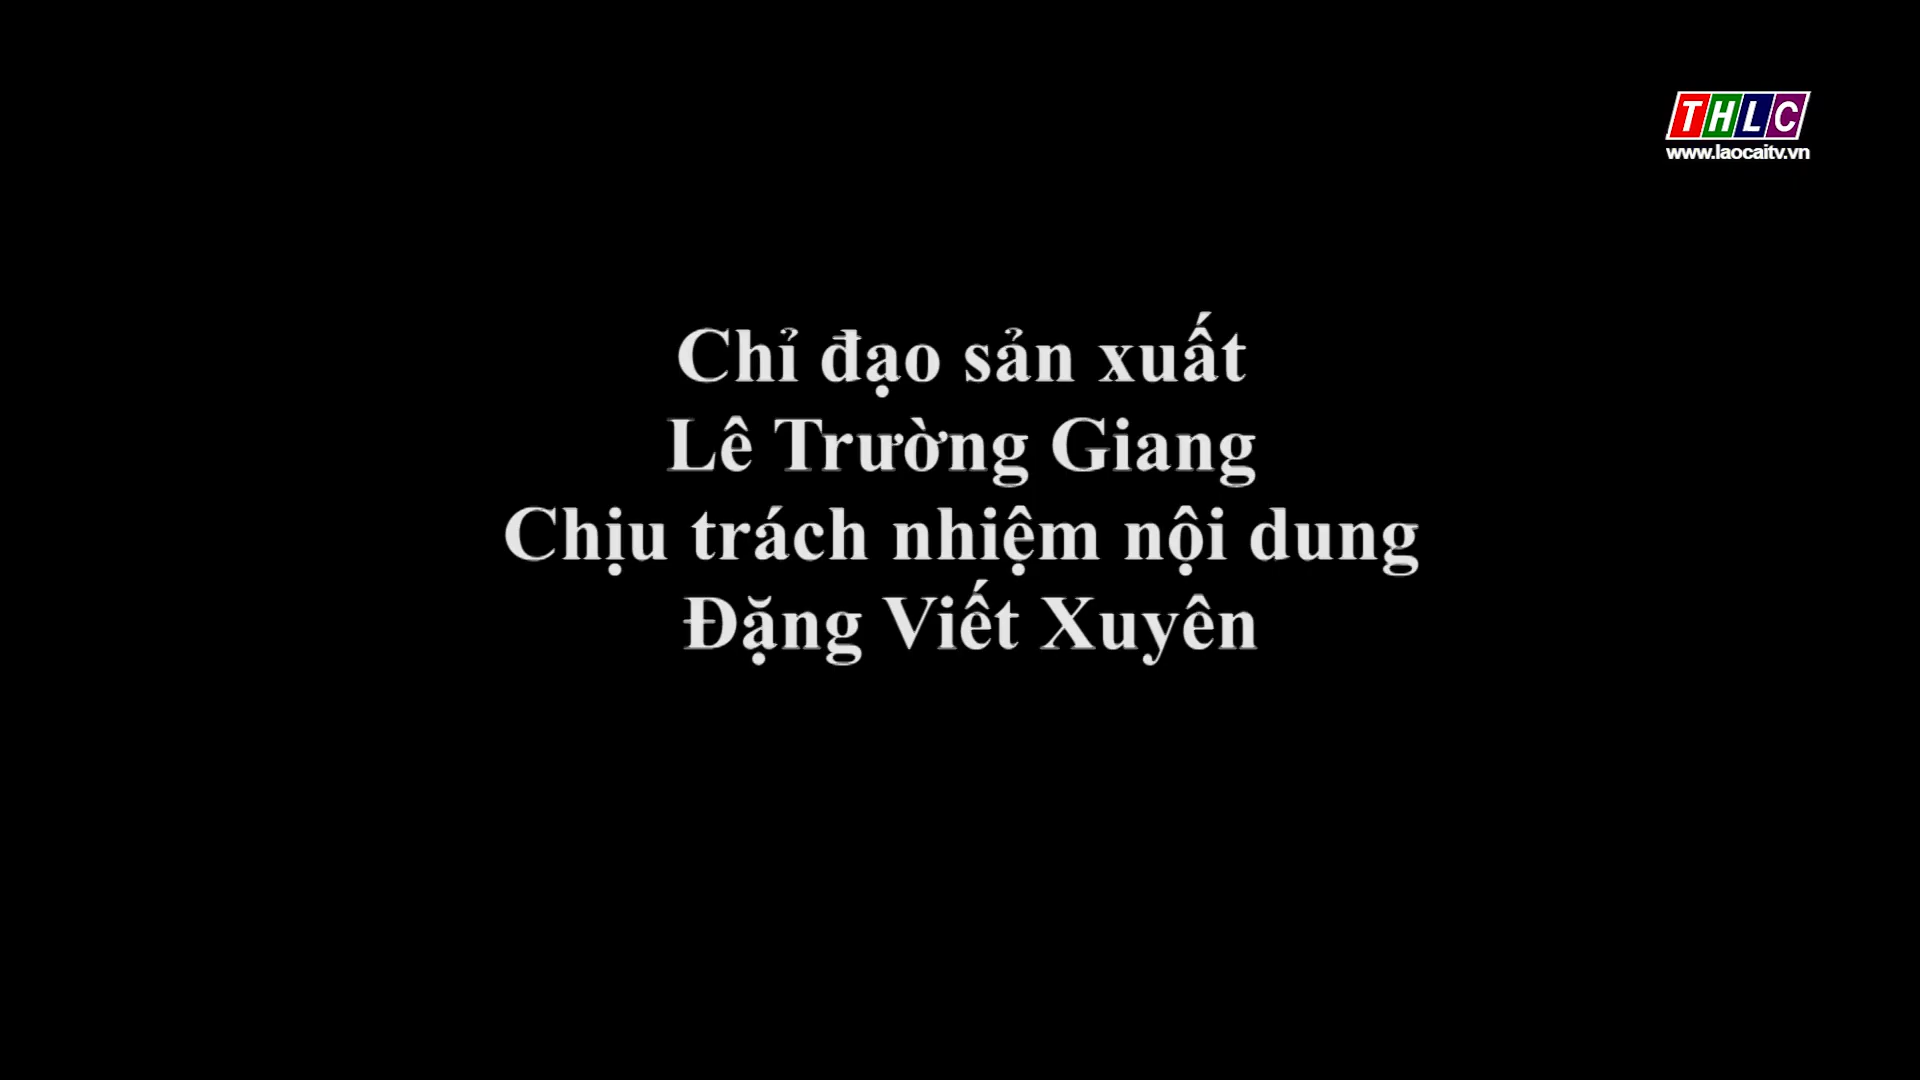 THLC
www.laocaitv.vn
Chỉ đạo sản xuất
Lê Trường Giang
Chịu trách nhiệm nội dung
Đặng Viết Xuyên